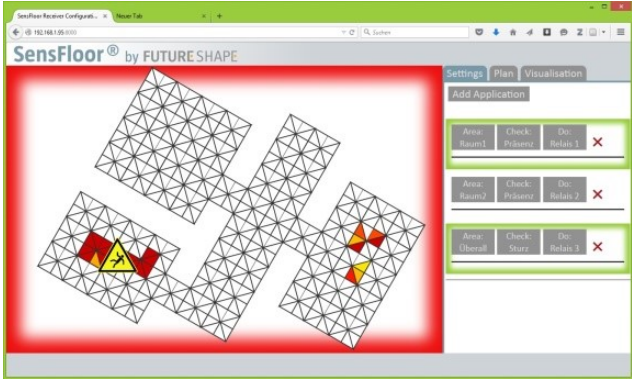 SensFloor Receiver Configurati...
Neuer Tab
192.168.1.95:8080
Suchen
SensFloor® by FUTURE SHAPE
Settings Plan Visualisation
Add Application
Area: Check: Do:
Raum1 Präsenz Relais 1
Area: Check: Do:
Raum2 Präsenz Relais 2
Area: Check: Do:
Überall Sturz Relais 3